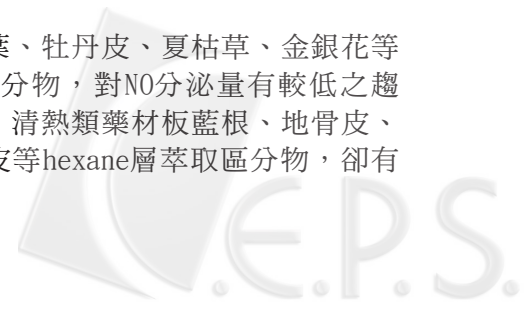 葉、牡丹皮、夏枯草、金銀花等
分物，對NO分泌量有較低之趨
清熱類藥材板藍根、地骨皮、
皮等hexane層萃取區分物，卻有
C.E.P.S.